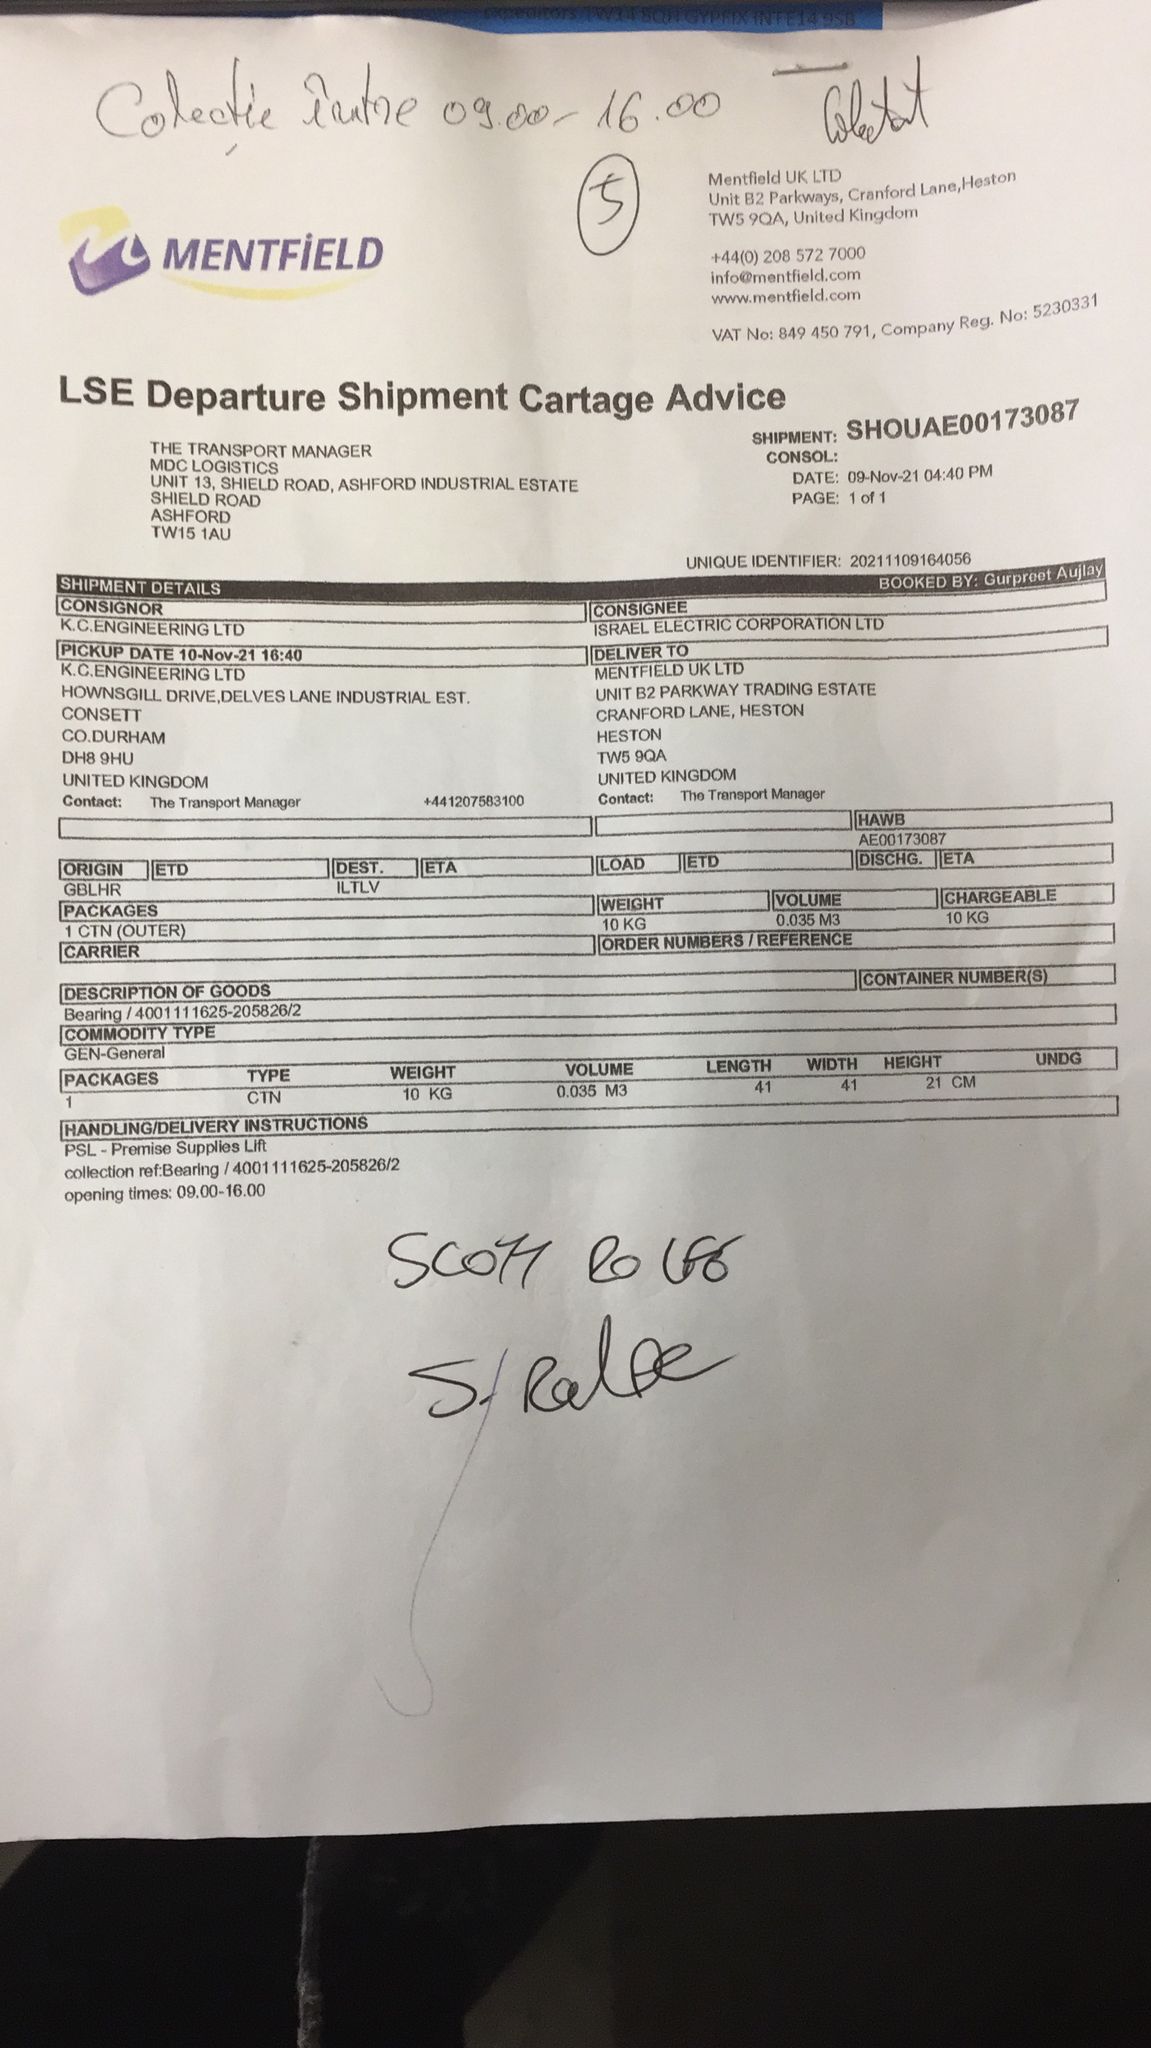 Colecție între 09.00-16.00
Colectat
5
MENTFiELD
Mentfield UK LTD
Unit B2 Parkways, Cranford Lane,Heston
TW5 9QA, United Kingdom
+44(0) 208 572 7000
info@mentfield.com
www.mentfield.com
VAT No: 849 450 791, Company Reg. No: 5230331
LSE Departure Shipment Cartage Advice
THE TRANSPORT MANAGER
MDC LOGISTICS
UNIT 13, SHIELD ROAD, ASHFORD INDUSTRIAL ESTATE
SHIELD ROAD
ASHFORD
TW15 1AU
SHIPMENT: SHOUAE00173087
CONSOL:
DATE: 09-Nov-21 04:40 PM
PAGE: 1 of 1
UNIQUE IDENTIFIER: 20211109164056
SHIPMENT DETAILS BOOKED BY: Gurpreet Aujlay
CONSIGNOR
K.C.ENGINEERING LTD
CONSIGNEE
ISRAEL ELECTRIC CORPORATION LTD
PICKUP DATE 10-Nov-21 16:40
K.C.ENGINEERING LTD
HOWNSGILL DRIVE,DELVES LANE INDUSTRIAL EST.
CONSETT
CO.DURHAM
DH8 9HU
UNITED KINGDOM
Contact: The Transport Manager +441207583100
DELIVER TO
MENTFIELD UK LTD
UNIT B2 PARKWAY TRADING ESTATE
CRANFORD LANE, HESTON
HESTON
TW5 9QA
UNITED KINGDOM
Contact: The Transport Manager
HAWB
AE00173087
ORIGIN ETD DEST. ETA LOAD ETD DISCHG. ETA
GBLHR ILTLV
PACKAGES WEIGHT VOLUME CHARGEABLE
1 CTN (OUTER) 10 KG 0.035 M3 10 KG
CARRIER ORDER NUMBERS / REFERENCE
DESCRIPTION OF GOODS CONTAINER NUMBER(S)
Bearing / 4001111625-205826/2
COMMODITY TYPE
GEN-General
PACKAGES TYPE WEIGHT VOLUME LENGTH WIDTH HEIGHT UNDG
1 CTN 10 KG 0.035 M3 41 41 21 CM
HANDLING/DELIVERY INSTRUCTIONS
PSL - Premise Supplies Lift
collection ref:Bearing / 4001111625-205826/2
opening times: 09.00-16.00
SCOTT ROLFE
S. Rolfe